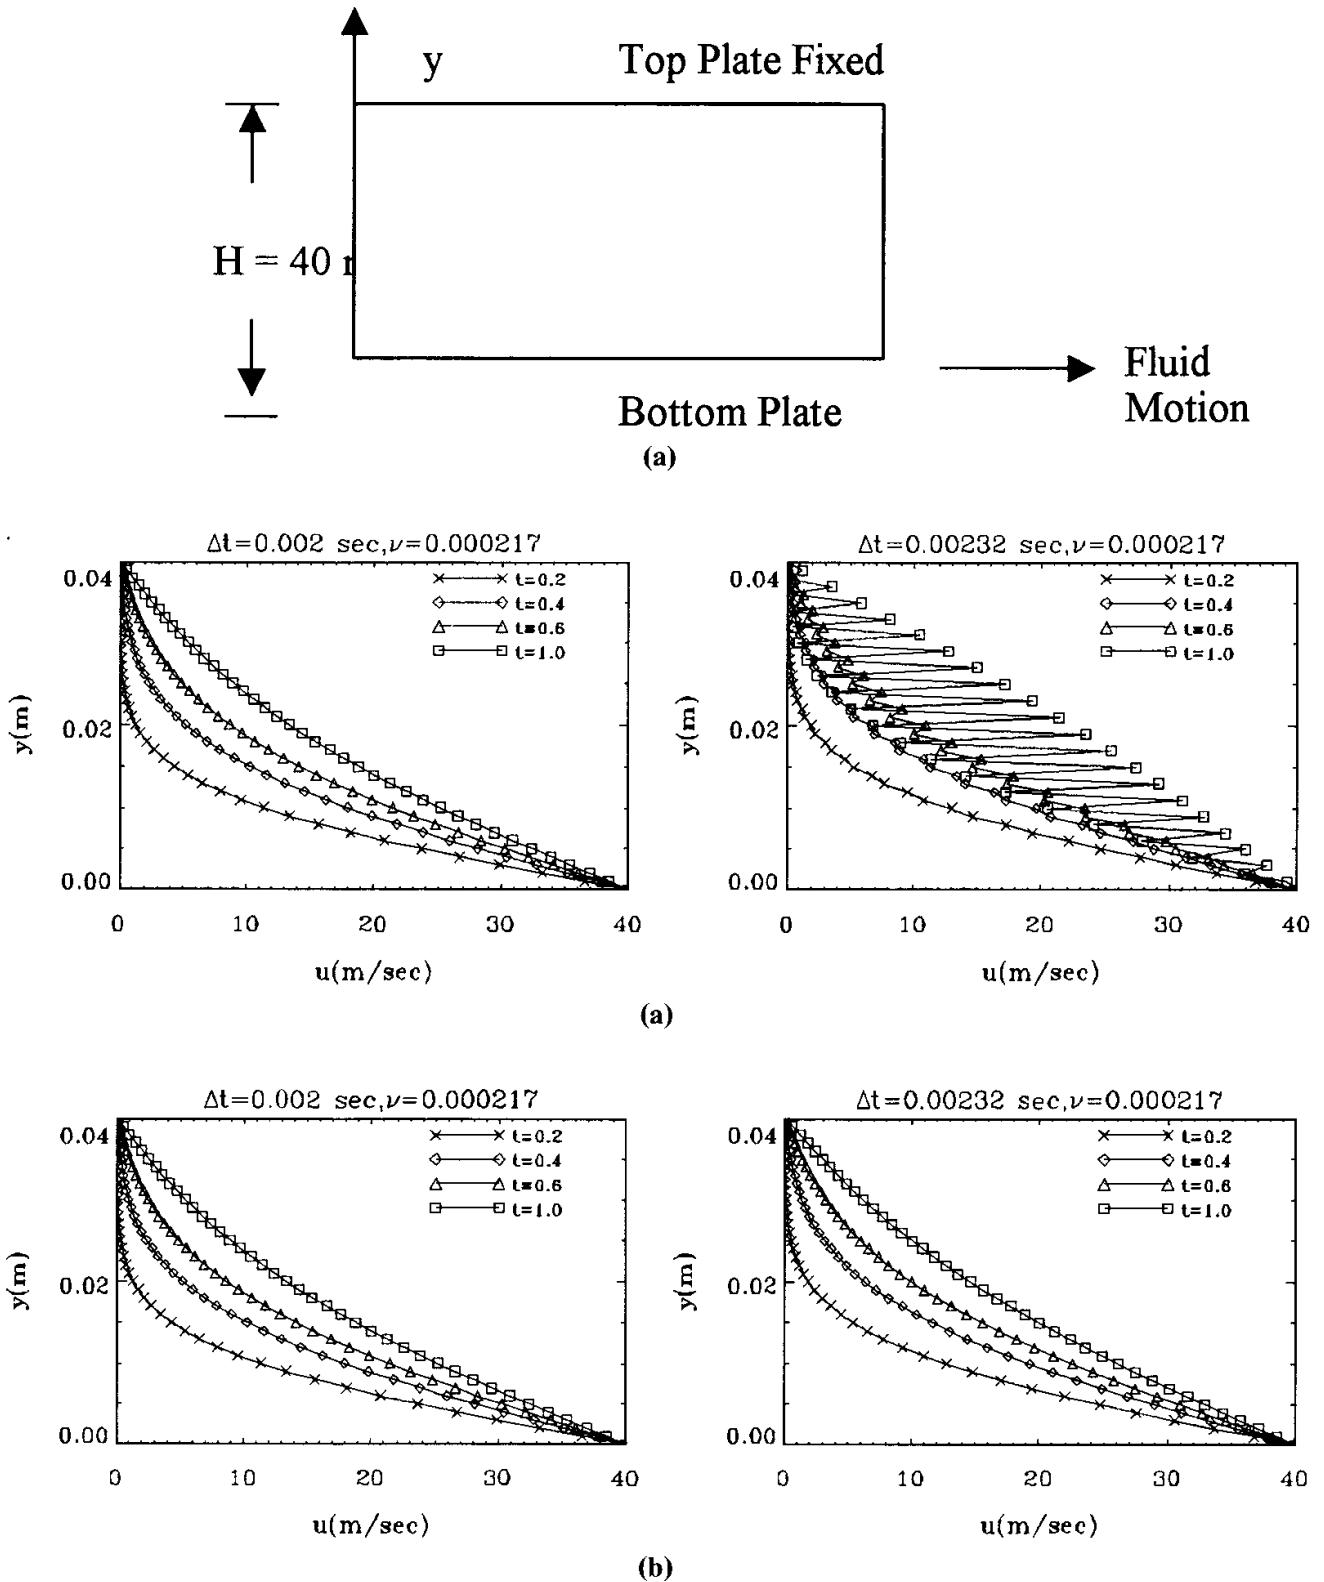 y
Top Plate Fixed
H = 40 r
Fluid
Motion
Bottom Plate
(a)
Δt=0.002 sec,ν=0.000217
0.04
0.02
0.00
y(m)
t=0.2
t=0.4
t=0.6
t=1.0
0 10 20 30 40
u(m/sec)
Δt=0.00232 sec,ν=0.000217
0.04
0.02
0.00
y(m)
t=0.2
t=0.4
t=0.6
t=1.0
0 10 20 30 40
u(m/sec)
(a)
Δt=0.002 sec,ν=0.000217
0.04
0.02
0.00
y(m)
t=0.2
t=0.4
t=0.6
t=1.0
0 10 20 30 40
u(m/sec)
Δt=0.00232 sec,ν=0.000217
0.04
0.02
0.00
y(m)
t=0.2
t=0.4
t=0.6
t=1.0
0 10 20 30 40
u(m/sec)
(b)